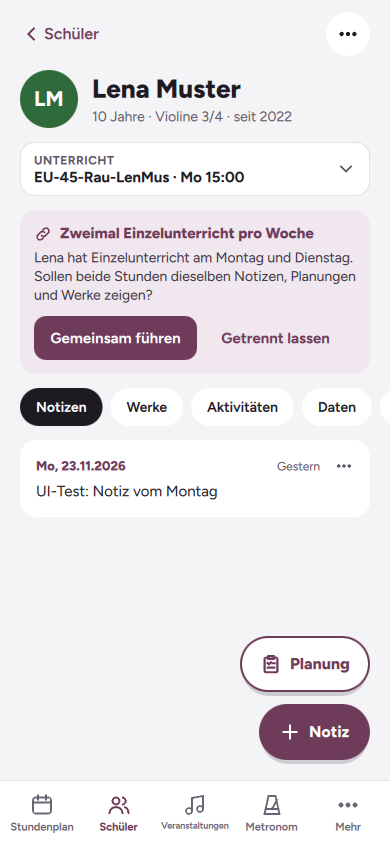 Schüler
LM
Lena Muster
10 Jahre · Violine 3/4 · seit 2022
UNTERRICHT
EU-45-Rau-LenMus · Mo 15:00
Zweimal Einzelunterricht pro Woche
Lena hat Einzelunterricht am Montag und Dienstag.
Sollen beide Stunden dieselben Notizen, Planungen
und Werke zeigen?
Gemeinsam führen
Getrennt lassen
Notizen
Werke
Aktivitäten
Daten
Mo, 23.11.2026
Gestern
UI-Test: Notiz vom Montag
Planung
Notiz
Stundenplan
Schüler
Veranstaltungen
Metronom
Mehr